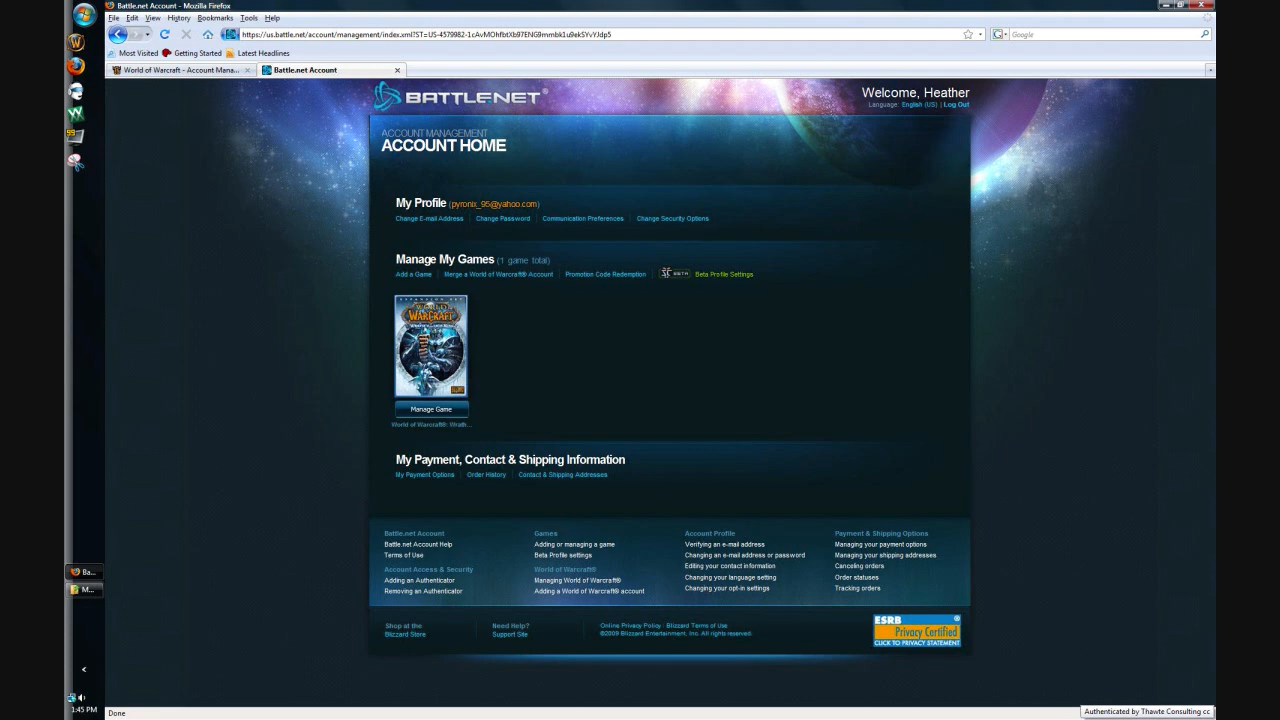 Battle.net Account - Mozilla Firefox
File Edit View History Bookmarks Tools Help
Google
Most Visited Getting Started Latest Headlines
World of Warcraft - Account Mana... Battle.net Account
BATTLE.NET®
Welcome, Heather
Language: English (US) | Log Out
ACCOUNT MANAGEMENT
ACCOUNT HOME
My Profile (pyronix_95@yahoo.com)
Change E-mail Address Change Password Communication Preferences Change Security Options
Manage My Games (1 game total)
Add a Game Merge a World of Warcraft® Account Promotion Code Redemption BETA Beta Profile Settings
EXPANSION SET
WORLD OF WARCRAFT
Manage Game
World of Warcraft®: Wrath...
My Payment, Contact & Shipping Information
My Payment Options Order History Contact & Shipping Addresses
Battle.net Account
Battle.net Account Help
Terms of Use
Account Access & Security
Adding an Authenticator
Removing an Authenticator
Games
Adding or managing a game
Beta Profile settings
World of Warcraft®
Managing World of Warcraft®
Adding a World of Warcraft® account
Account Profile
Verifying an e-mail address
Changing an e-mail address or password
Editing your contact information
Changing your language setting
Changing your opt-in settings
Payment & Shipping Options
Managing your payment options
Managing your shipping addresses
Canceling orders
Order statuses
Tracking orders
Shop at the
Blizzard Store
Need Help?
Support Site
Online Privacy Policy · Blizzard Terms of Use
©2009 Blizzard Entertainment, Inc. All rights reserved.
ESRB
Privacy Certified
CLICK TO PRIVACY STATEMENT
Ba...
M...
1:45 PM
Done
Authenticated by Thawte Consulting cc